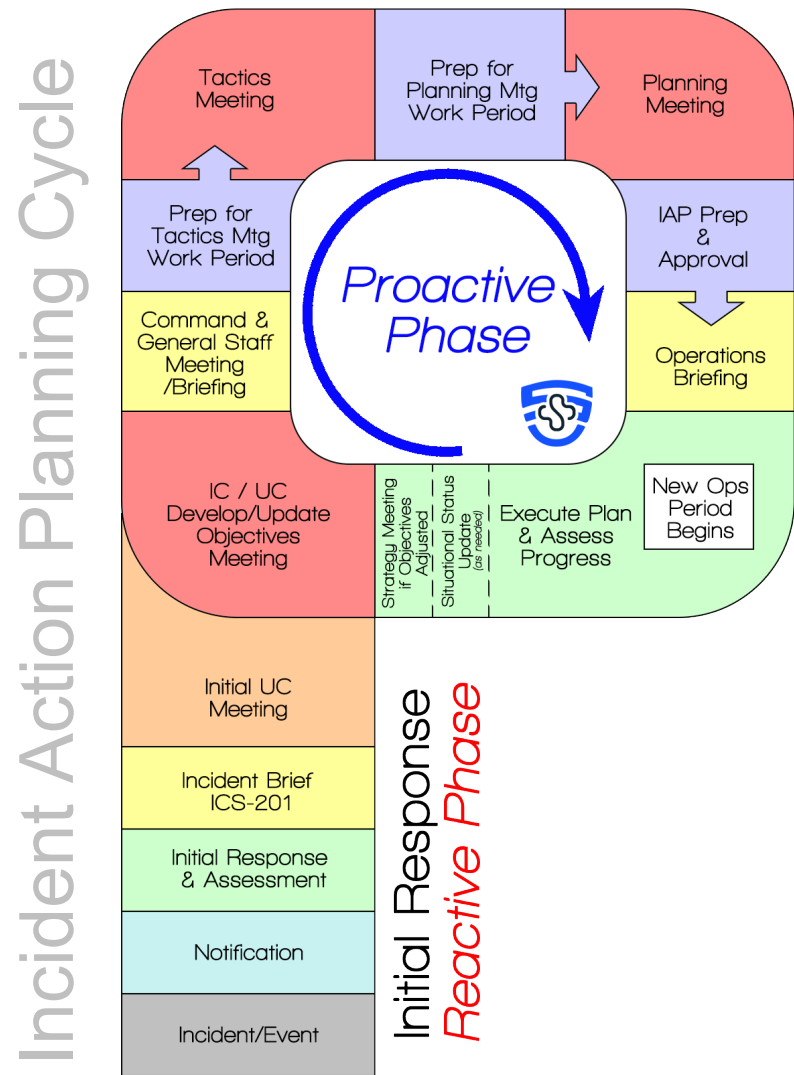 Incident Action Planning Cycle
Tactics
Meeting
Prep for
Planning Mtg
Work Period
Planning
Meeting
Prep for
Tactics Mtg
Work Period
Proactive
Phase
IAP Prep
&
Approval
Command &
General Staff
Meeting
/Briefing
Operations
Briefing
IC / UC
Develop/Update
Objectives
Meeting
Strategy Meeting
if Objectives
Adjusted
Situational Status
Update
(as needed)
Execute Plan
& Assess
Progress
New Ops
Period
Begins
Initial UC
Meeting
Incident Brief
ICS-201
Initial Response
& Assessment
Notification
Incident/Event
Initial Response
Reactive Phase